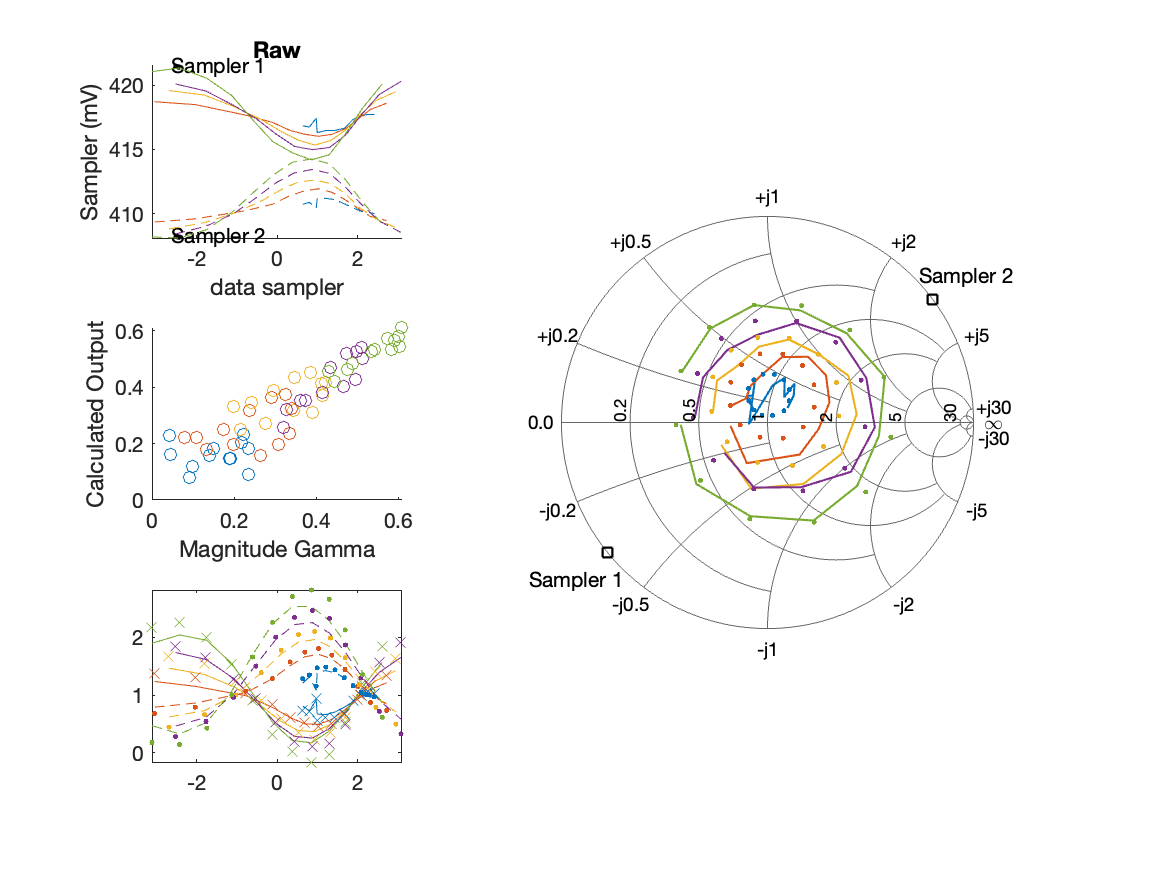 Raw
Sampler 1
Sampler 2
Sampler (mV)
420
415
410
-2 0 2
data sampler
Calculated Output
0.6
0.4
0.2
0
0 0.2 0.4 0.6
Magnitude Gamma
2
1
0
-2 0 2
+j1
+j0.5
+j2
Sampler 2
+j0.2
+j5
0.0
0.2
0.5
1
2
5
30
+j30
∞
-j30
-j0.2
-j5
Sampler 1
-j0.5
-j2
-j1